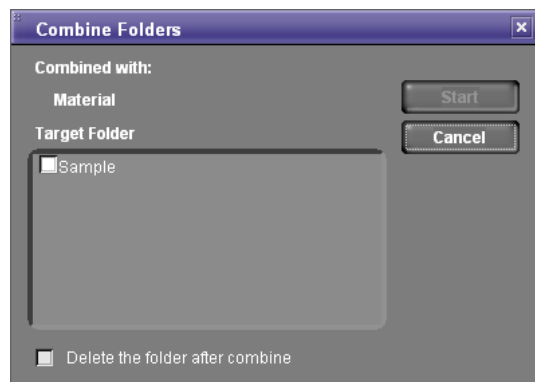 Combine Folders
Combined with:
Material
Start
Target Folder
Cancel
Sample
Delete the folder after combine